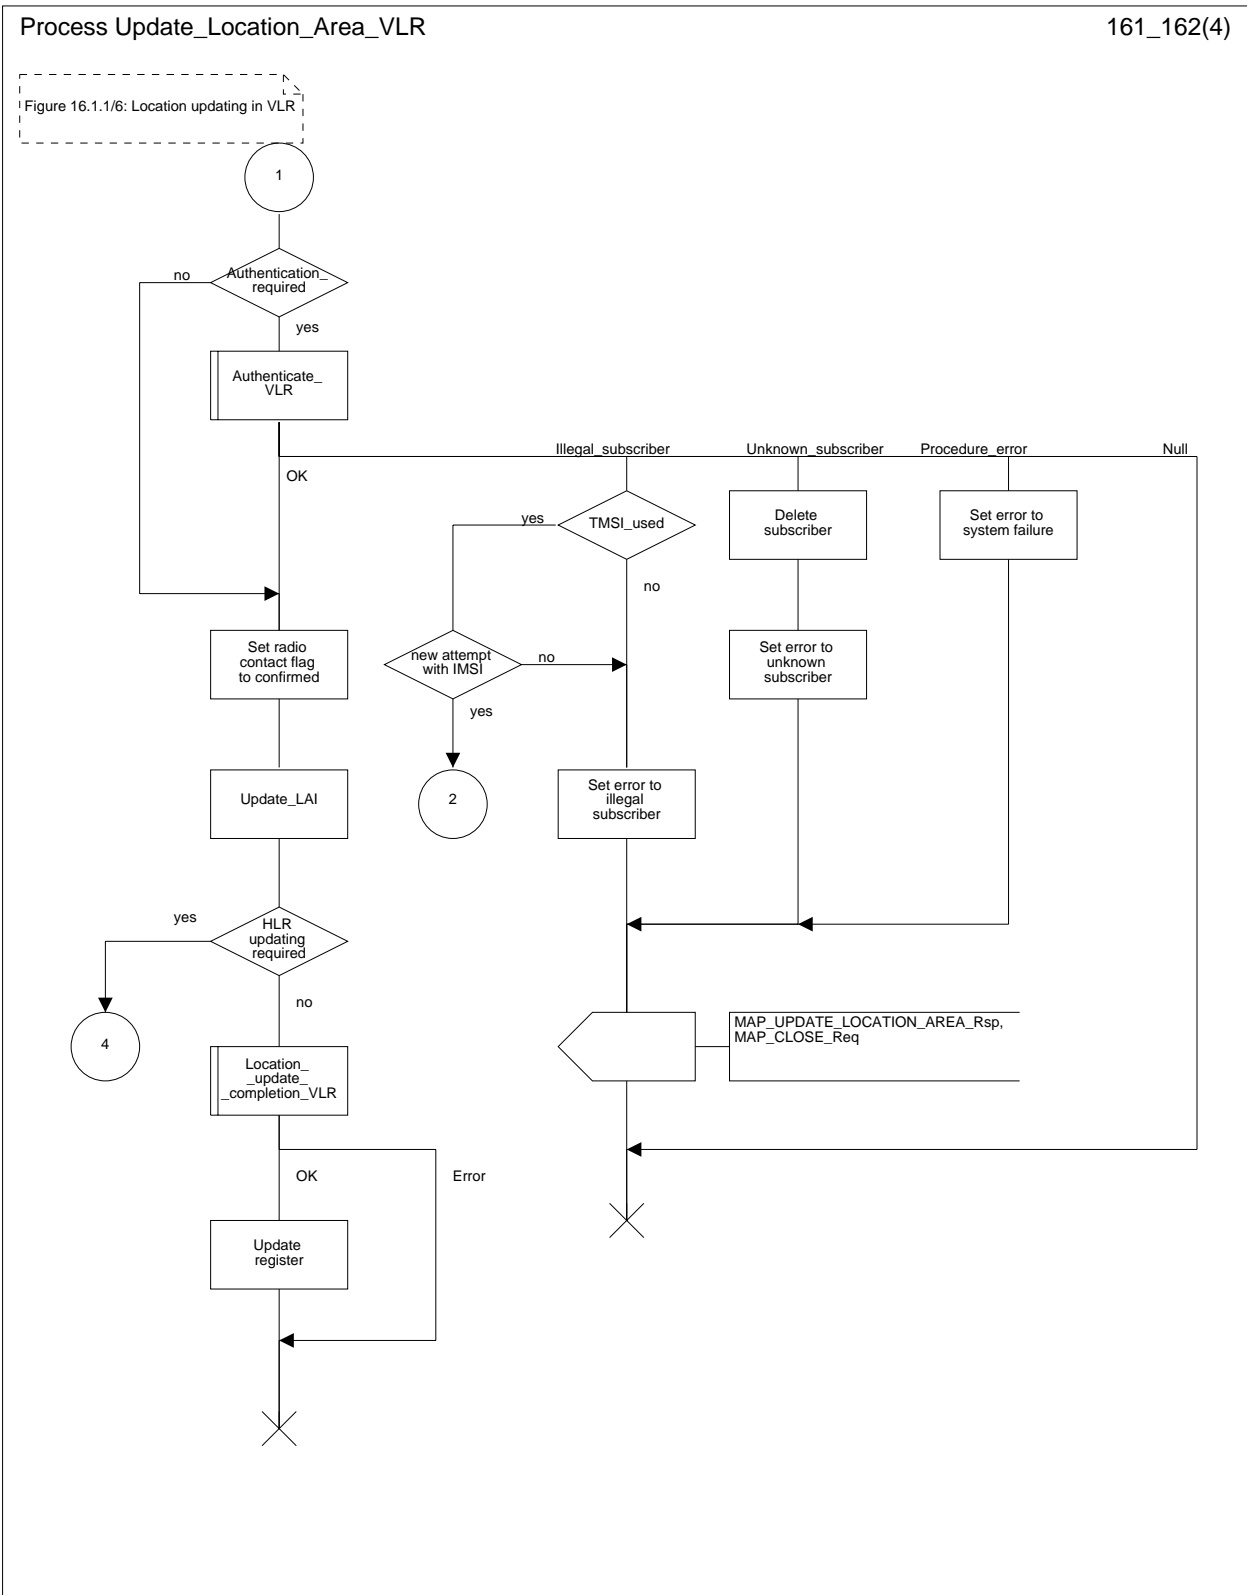 Process Update_Location_Area_VLR
161_162(4)
Figure 16.1.1/6: Location updating in VLR
1
no
Authentication_
required
yes
Authenticate_
VLR
Illegal_subscriber
Unknown_subscriber
Procedure_error
Null
OK
yes
TMSI_used
no
Delete
subscriber
Set error to
system failure
Set radio
contact flag
to confirmed
new attempt
with IMSI
no
yes
Set error to
unknown
subscriber
Update_LAI
2
Set error to
illegal
subscriber
yes
HLR
updating
required
no
4
MAP_UPDATE_LOCATION_AREA_Rsp,
MAP_CLOSE_Req
Location_
_update_
_completion_VLR
OK
Error
Update
register